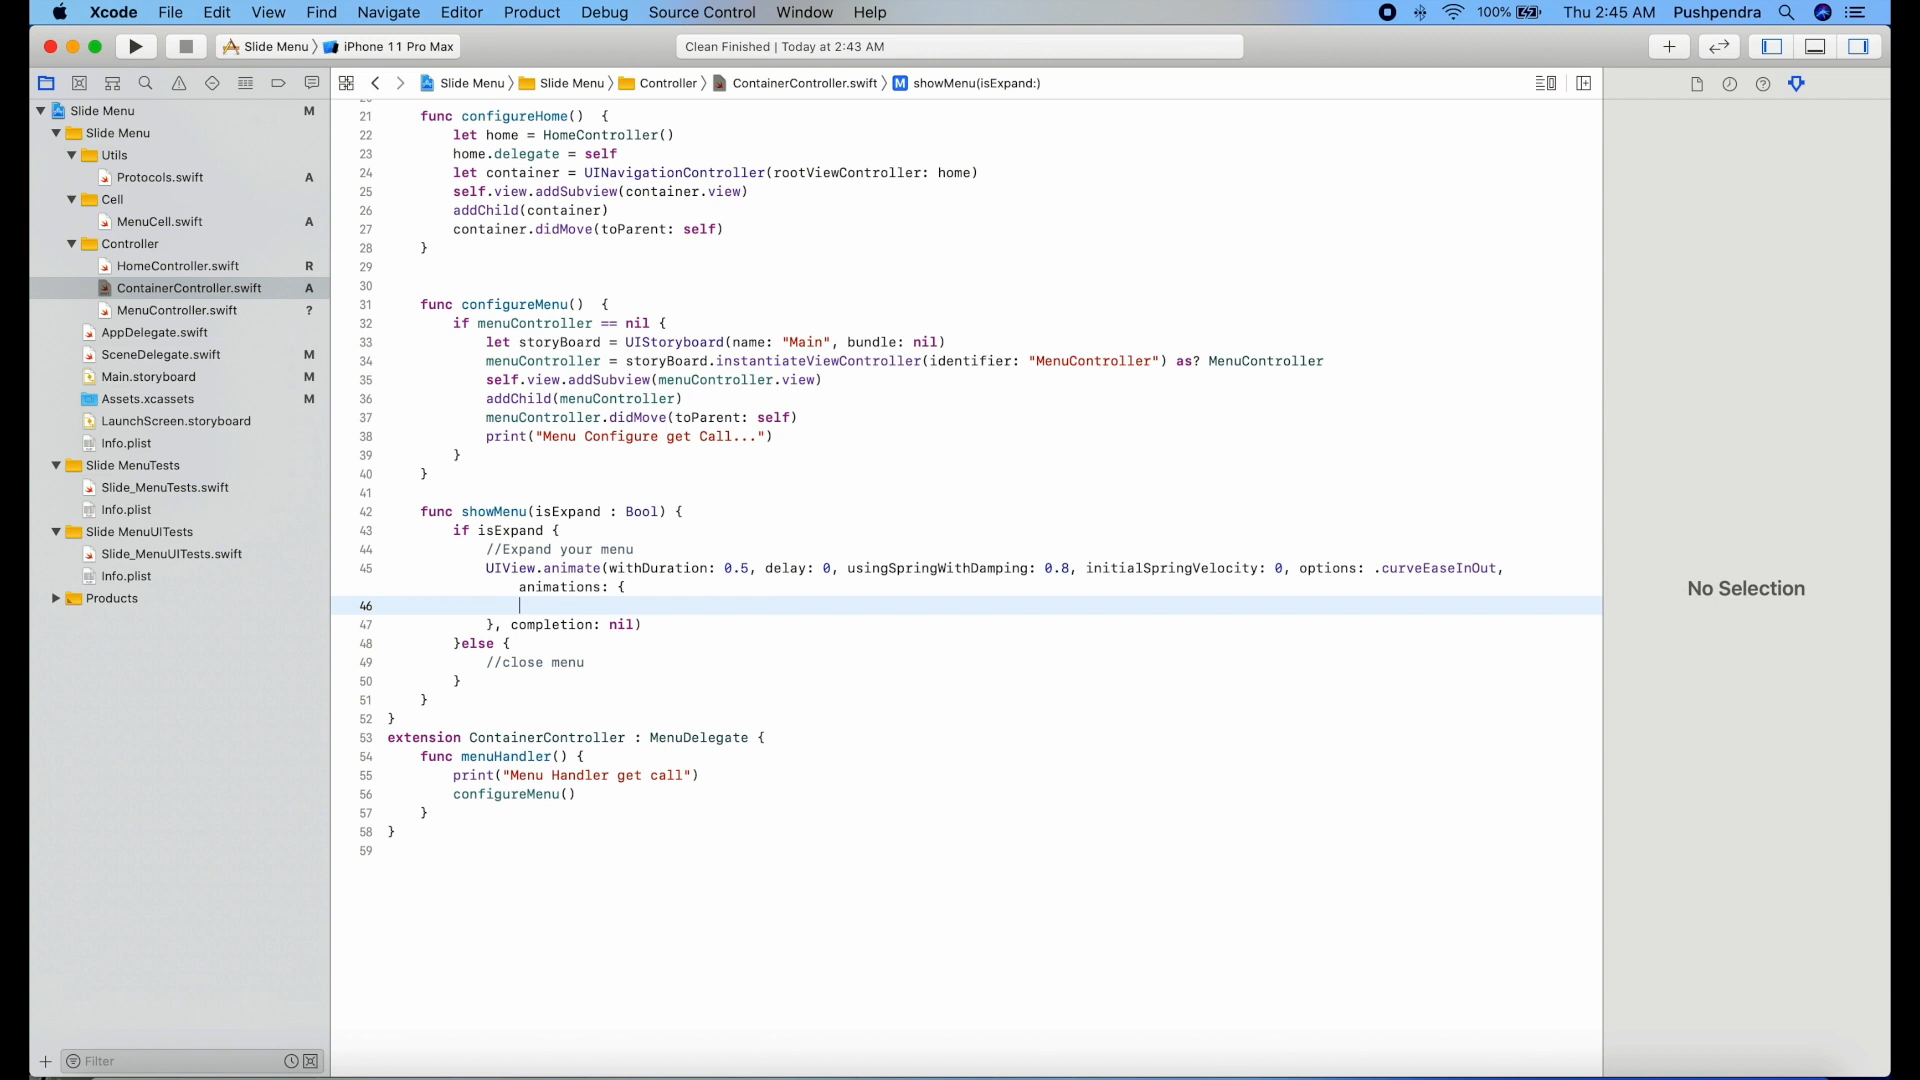 Xcode File Edit View Find Navigate Editor Product Debug Source Control Window Help 100% Thu 2:45 AM Pushpendra
Slide Menu iPhone 11 Pro Max Clean Finished | Today at 2:43 AM
Slide Menu Slide Menu Controller ContainerController.swift M showMenu(isExpand:)
Slide Menu M
Slide Menu
Utils
Protocols.swift A
Cell
MenuCell.swift A
Controller
HomeController.swift R
ContainerController.swift A
MenuController.swift ?
AppDelegate.swift
SceneDelegate.swift M
Main.storyboard M
Assets.xcassets M
LaunchScreen.storyboard
Info.plist
Slide MenuTests
Slide_MenuTests.swift
Info.plist
Slide MenuUITests
Slide_MenuUITests.swift
Info.plist
Products
Filter
21 func configureHome() {
22 let home = HomeController()
23 home.delegate = self
24 let container = UINavigationController(rootViewController: home)
25 self.view.addSubview(container.view)
26 addChild(container)
27 container.didMove(toParent: self)
28 }
29
30
31 func configureMenu() {
32 if menuController == nil {
33 let storyBoard = UIStoryboard(name: "Main", bundle: nil)
34 menuController = storyBoard.instantiateViewController(identifier: "MenuController") as? MenuController
35 self.view.addSubview(menuController.view)
36 addChild(menuController)
37 menuController.didMove(toParent: self)
38 print("Menu Configure get Call...")
39 }
40 }
41
42 func showMenu(isExpand : Bool) {
43 if isExpand {
44 //Expand your menu
45 UIView.animate(withDuration: 0.5, delay: 0, usingSpringWithDamping: 0.8, initialSpringVelocity: 0, options: .curveEaseInOut,
animations: {
46
47 }, completion: nil)
48 }else {
49 //close menu
50 }
51 }
52 }
53 extension ContainerController : MenuDelegate {
54 func menuHandler() {
55 print("Menu Handler get call")
56 configureMenu()
57 }
58 }
59
No Selection